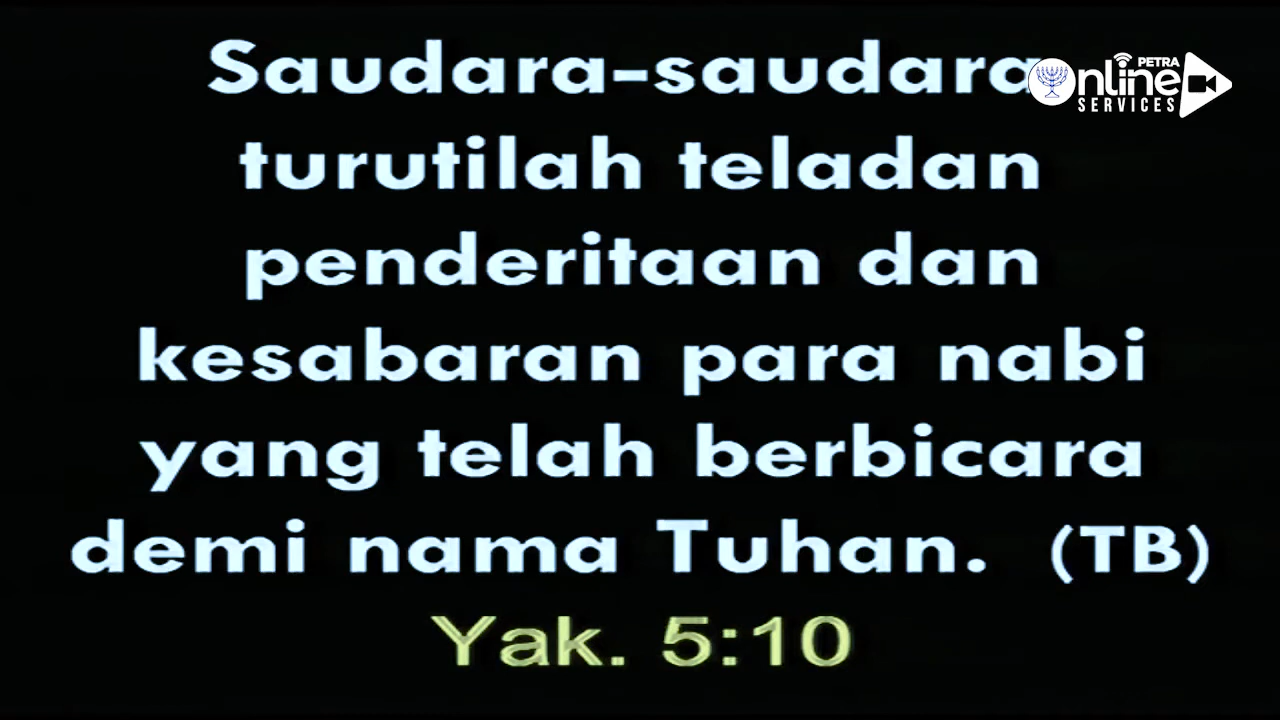 Saudara-saudara
turutilah teladan
penderitaan dan
kesabaran para nabi
yang telah berbicara
demi nama Tuhan. (TB)
Yak. 5:10
PETRA
Online
SERVICES